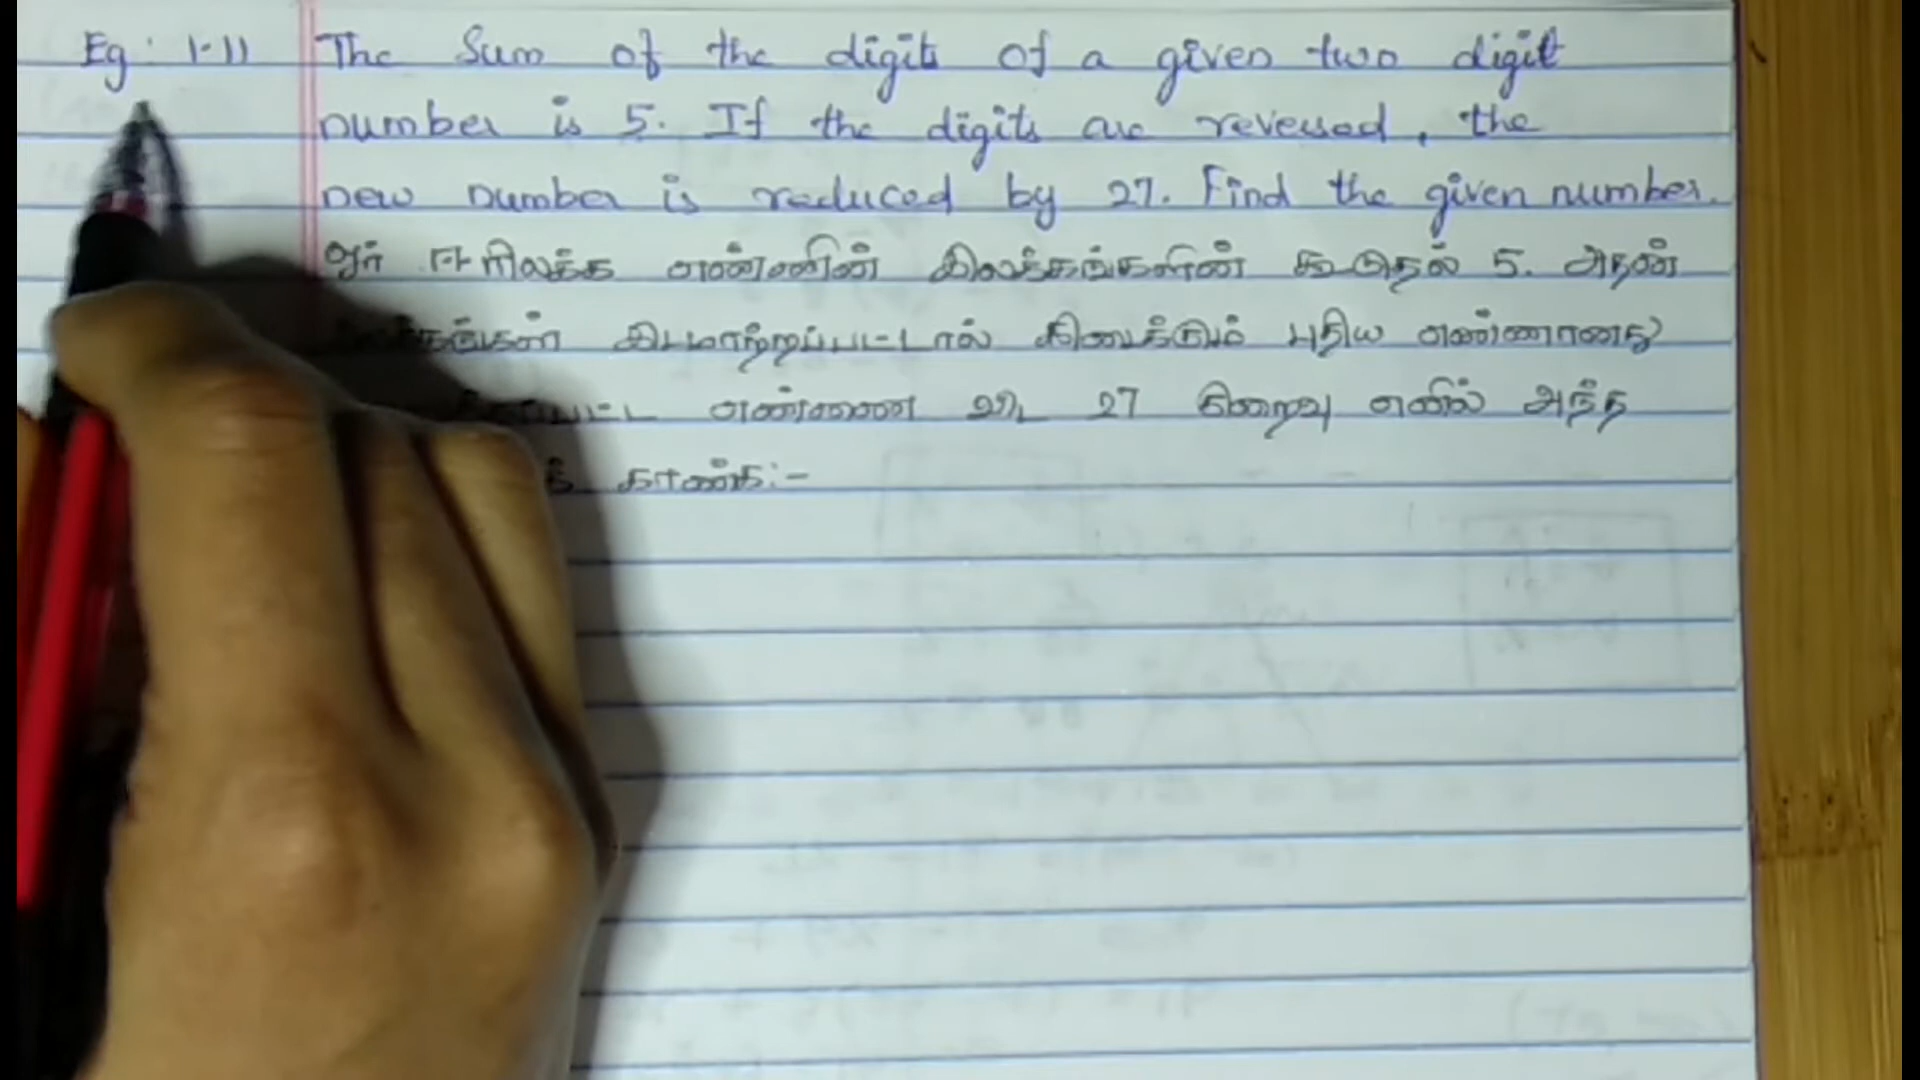 Eg: 1.11 The Sum of the digits of a given two digit
number is 5. If the digits are reversed, the
new number is reduced by 27. Find the given number.
ஓர் ஈரிலக்க எண்ணின் இலக்கங்களின் கூடுதல் 5. அதன்
இடமாற்றப்பட்டால் கிடைக்கும் புதிய எண்ணானது
எண்ணை விட 27 குறைவு எனில் அந்த
காண்க:-